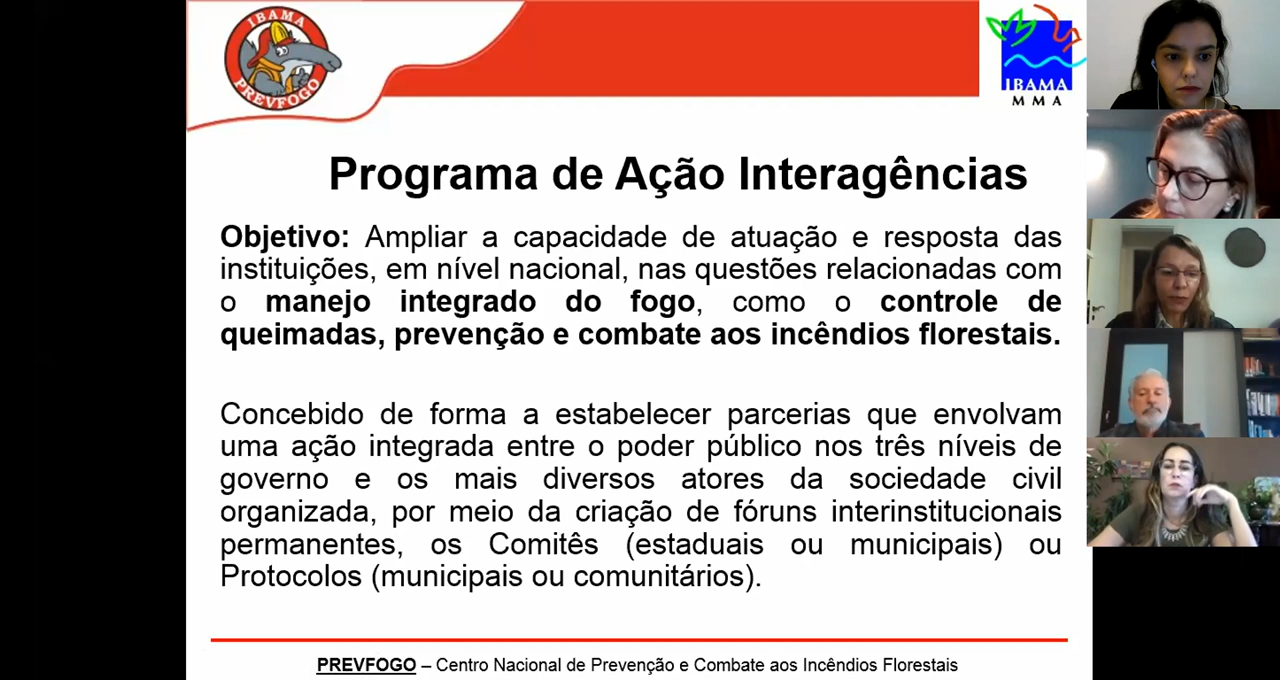 IBAMA
PREVFOGO
IBAMA
MMA
Programa de Ação Interagências
Objetivo: Ampliar a capacidade de atuação e resposta das
instituições, em nível nacional, nas questões relacionadas com
o manejo integrado do fogo, como o controle de
queimadas, prevenção e combate aos incêndios florestais.
Concebido de forma a estabelecer parcerias que envolvam
uma ação integrada entre o poder público nos três níveis de
governo e os mais diversos atores da sociedade civil
organizada, por meio da criação de fóruns interinstitucionais
permanentes, os Comitês (estaduais ou municipais) ou
Protocolos (municipais ou comunitários).
PREVFOGO – Centro Nacional de Prevenção e Combate aos Incêndios Florestais